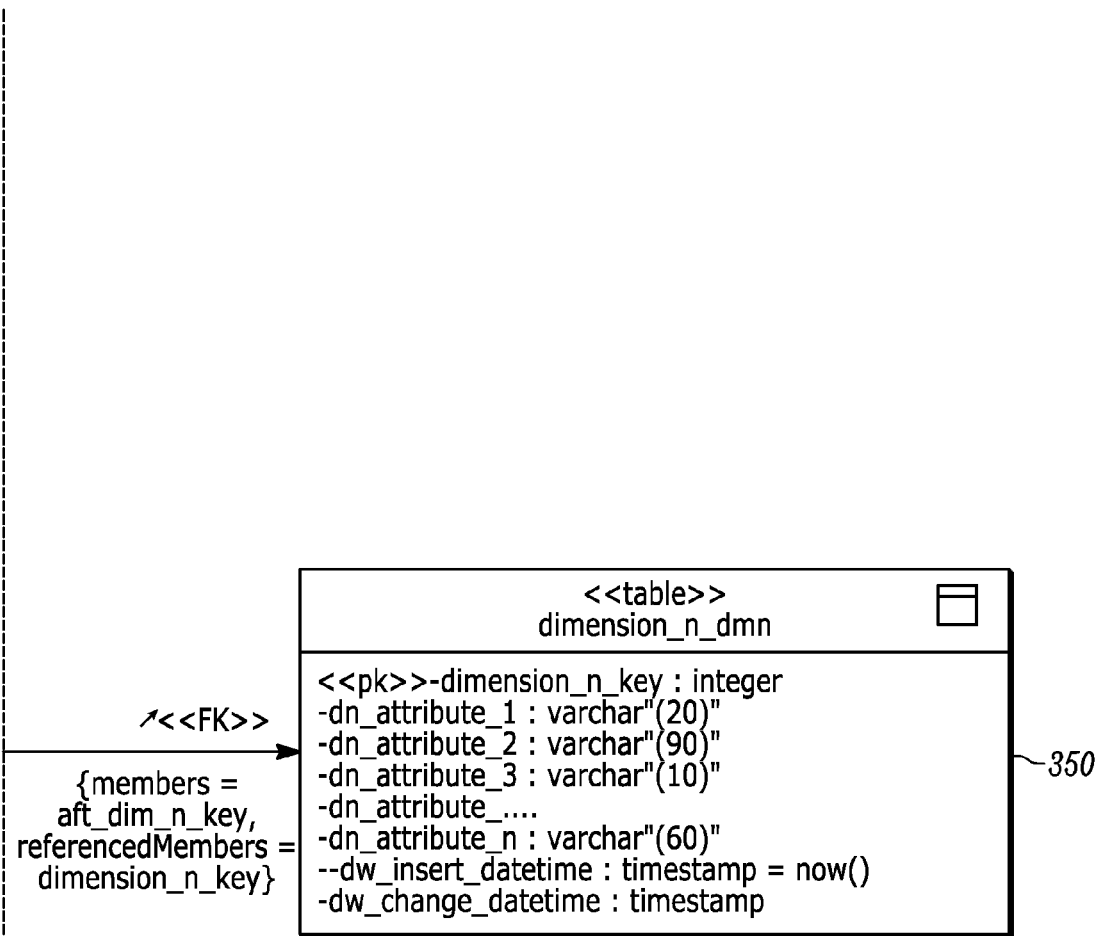 <<table>>
dimension_n_dmn
<<pk>>-dimension_n_key : integer
-dn_attribute_1 : varchar"(20)"
-dn_attribute_2 : varchar"(90)"
-dn_attribute_3 : varchar"(10)"
-dn_attribute_....
-dn_attribute_n : varchar"(60)"
--dw_insert_datetime : timestamp = now()
-dw_change_datetime : timestamp
↗<<FK>>
{members =
aft_dim_n_key,
referencedMembers =
dimension_n_key}
350